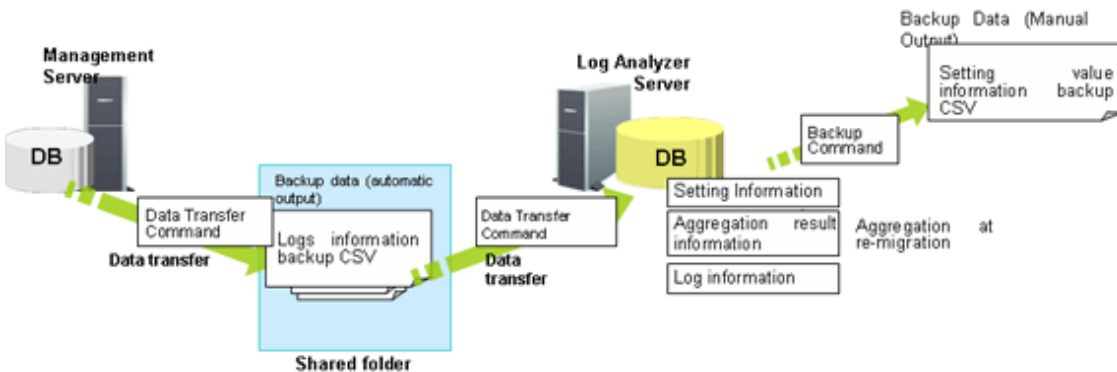 Management
Server
DB
Data Transfer
Command
Data transfer
Backup data (automatic
output)
Logs information
backup CSV
Shared folder
Data Transfer
Command
Data
transfer
Log Analyzer
Server
DB
Setting Information
Aggregation result
information
Log information
Aggregation at
re-migration
Backup
Command
Backup Data (Manual
Output)
Setting value
information backup
CSV